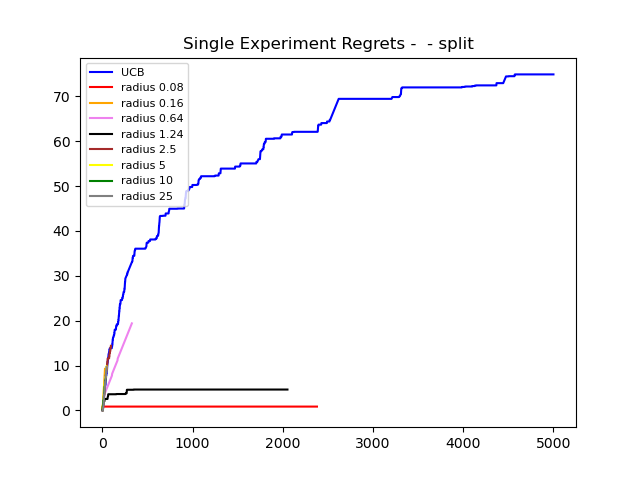 Single Experiment Regrets -  - split
UCB
radius 0.08
radius 0.16
radius 0.64
radius 1.24
radius 2.5
radius 5
radius 10
radius 25
70
60
50
40
30
20
10
0
0 1000 2000 3000 4000 5000